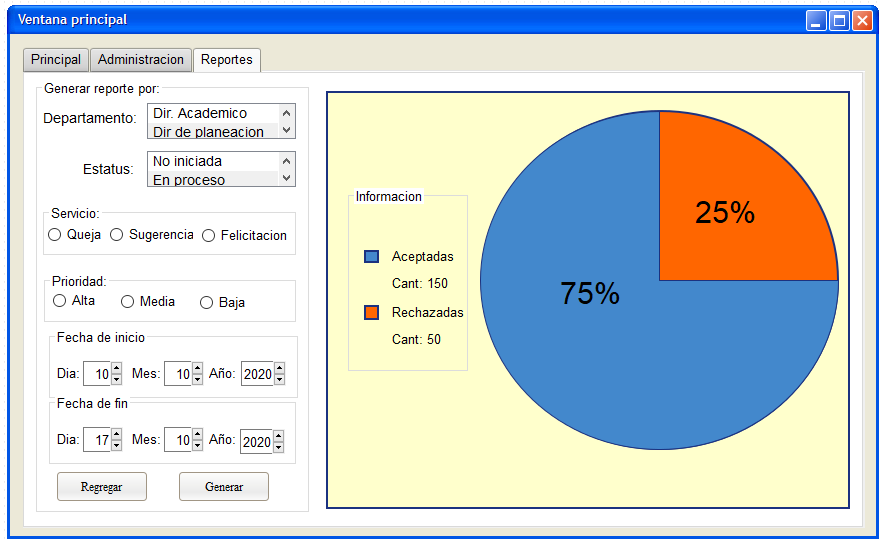 Ventana principal
Principal Administracion Reportes
Generar reporte por:
Departamento: Dir. Academico
Dir de planeacion
Estatus: No iniciada
En proceso
Servicio:
Queja Sugerencia Felicitacion
Prioridad:
Alta Media Baja
Fecha de inicio
Dia: 10 Mes: 10 Año: 2020
Fecha de fin
Dia: 17 Mes: 10 Año: 2020
Regregar Generar
Informacion
Aceptadas
Cant: 150
Rechazadas
Cant: 50
25%
75%